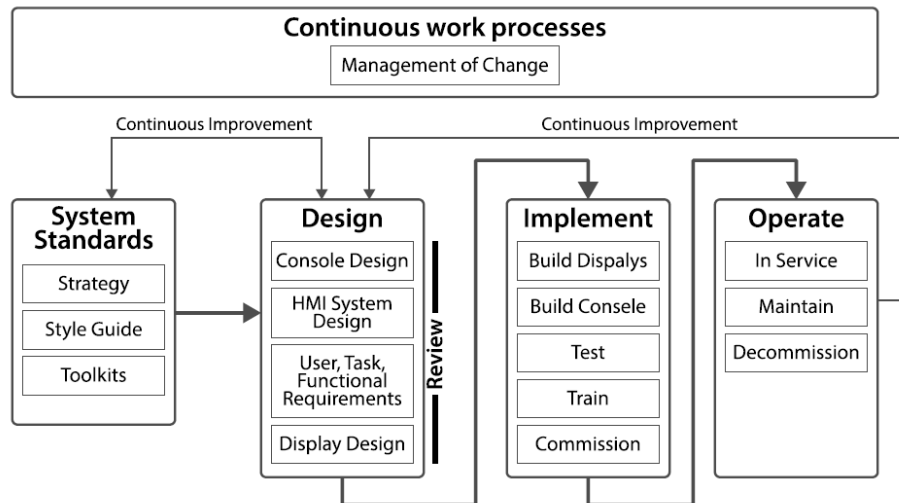 Continuous work processes
Management of Change
Continuous Improvement
Continuous Improvement
System
Standards
Strategy
Style Guide
Toolkits
Design
Console Design
HMI System
Design
User, Task,
Functional
Requirements
Display Design
Review
Implement
Build Dispalys
Build Consele
Test
Train
Commission
Operate
In Service
Maintain
Decommission